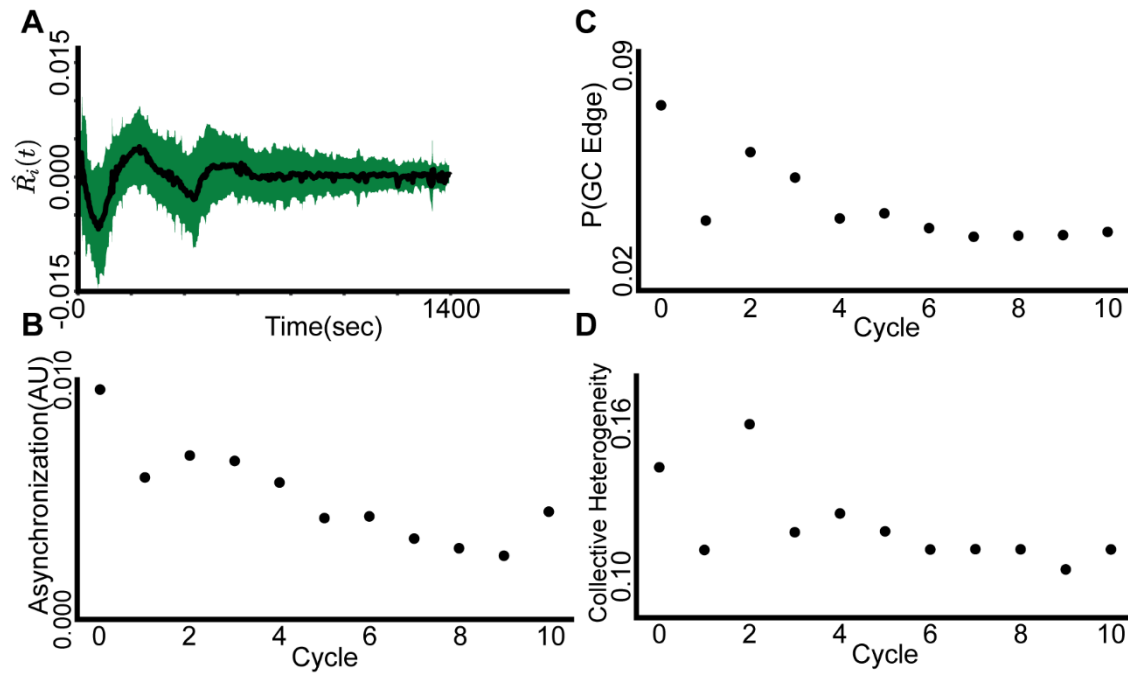 A
0.015
0.000
-0.015
R̂ᵢ(t)
0
1400
Time(sec)
B
0.010
0.000
Asynchronization(AU)
0 2 4 6 8 10
Cycle
C
0.09
0.02
P(GC Edge)
0 2 4 6 8 10
Cycle
D
0.16
0.10
Collective Heterogeneity
0 2 4 6 8 10
Cycle